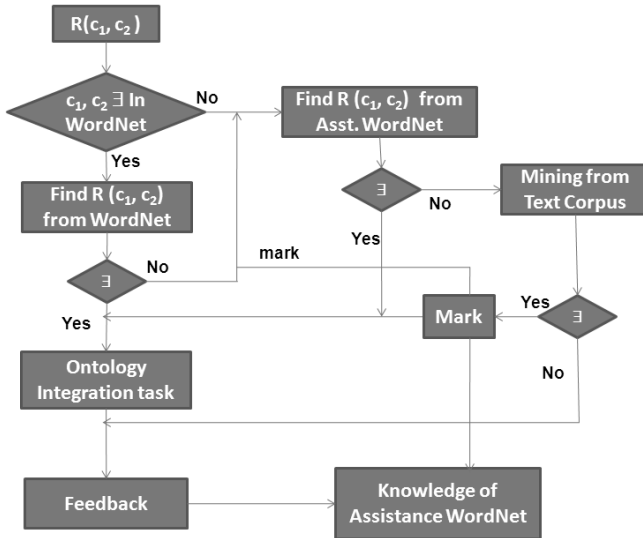 R(c₁, c₂ )
c₁, c₂ ∃ In
WordNet
No
Find R (c₁, c₂) from
Asst. WordNet
Yes
∃
No
Mining from
Text Corpus
Find R (c₁, c₂)
from WordNet
Yes
mark
∃
No
Yes
Mark
Yes
∃
No
Ontology
Integration task
Feedback
Knowledge of
Assistance WordNet